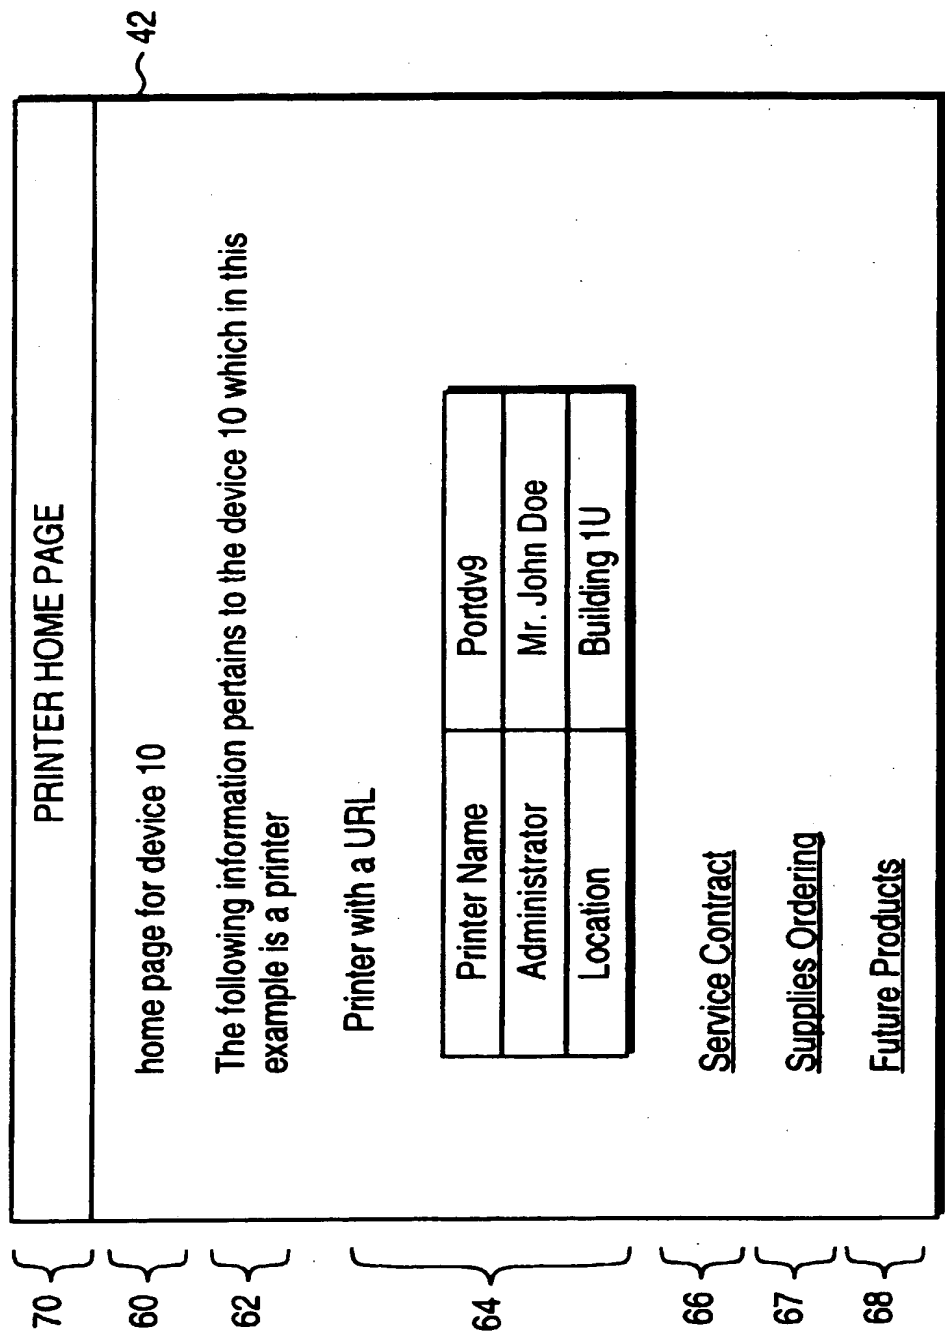 42
70 PRINTER HOME PAGE
60 home page for device 10
62 The following information pertains to the device 10 which in this
example is a printer
Printer with a URL
64
Printer Name Portdv9
Administrator Mr. John Doe
Location Building 1U
66 Service Contract
67 Supplies Ordering
68 Future Products